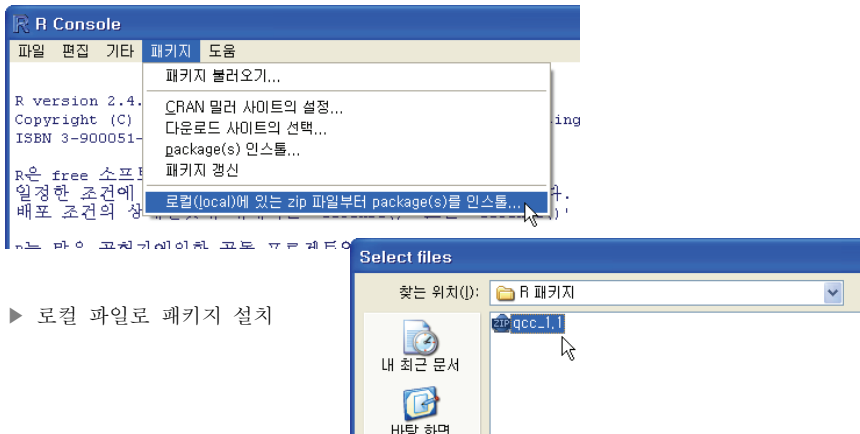 R Console
파일 편집 기타 패키지 도움
패키지 불러오기...
CRAN 밀러 사이트의 설정...
다운로드 사이트의 선택...
package(s) 인스톨...
패키지 갱신
로컬(local)에 있는 zip 파일부터 package(s)를 인스톨...
R version 2.4.
Copyright (C) ing
ISBN 3-900051-
R은 free
일정한 조건에
배포 조건의
▶ 로컬 파일로 패키지 설치
Select files
찾는 위치(I): R 패키지
ZIP qcc_1,1
내 최근 문서
바탕 화면